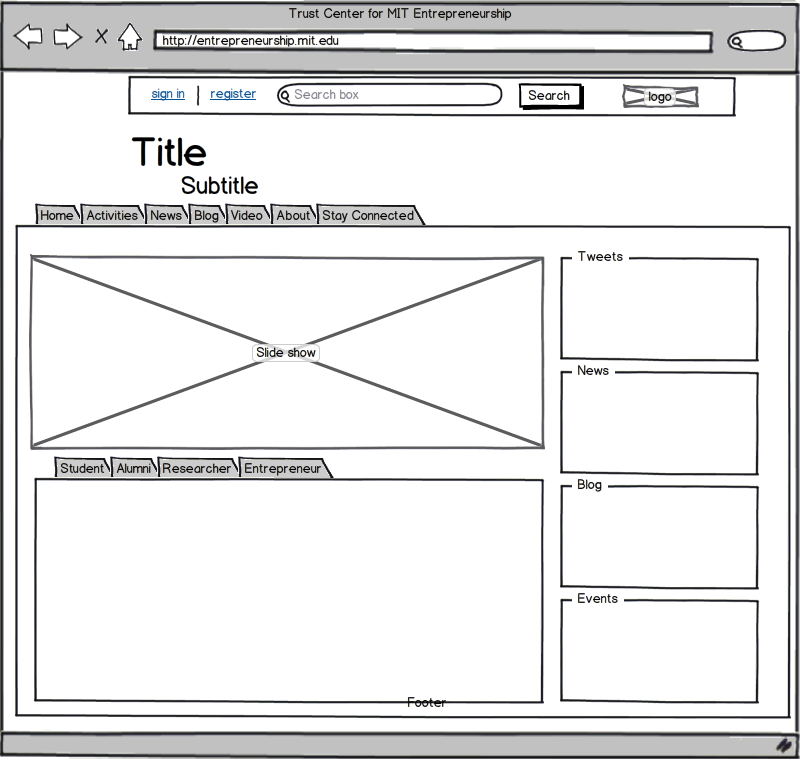 Trust Center for MIT Entrepreneurship
http://entrepreneurship.mit.edu
sign in | register Search box Search logo
Title
Subtitle
Home Activities News Blog Video About Stay Connected
Slide show
Tweets
News
Student Alumni Researcher Entrepreneur
Blog
Events
Footer